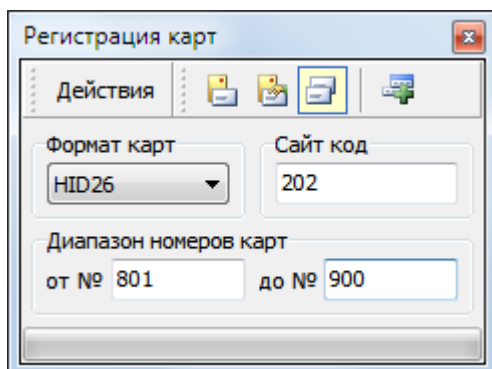 Регистрация карт
Действия
Формат карт
Сайт код
HID26
202
Диапазон номеров карт
от № 801 до № 900